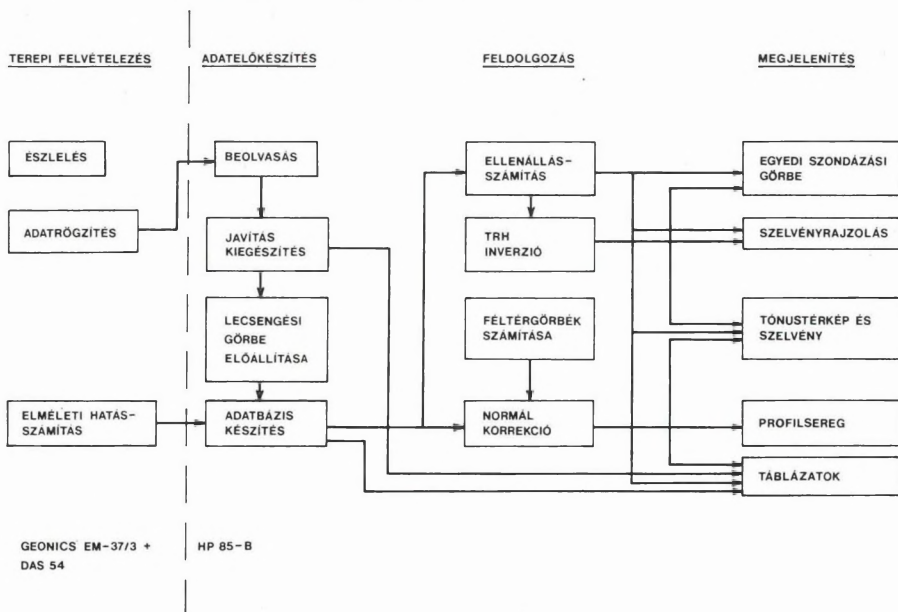 TEREPI FELVÉTELEZÉS
ADATELŐKÉSZÍTÉS
FELDOLGOZÁS
MEGJELENÍTÉS
ÉSZLELÉS
ADATRÖGZÍTÉS
ELMÉLETI HATÁS-
SZÁMÍTÁS
BEOLVASÁS
JAVÍTÁS
KIEGÉSZÍTÉS
LECSENGÉSI
GÖRBE
ELŐÁLLÍTÁSA
ADATBÁZIS
KÉSZÍTÉS
ELLENÁLLÁS-
SZÁMÍTÁS
TRH
INVERZIÓ
FÉLTÉRGÖRBÉK
SZÁMÍTÁSA
NORMÁL
KORREKCIÓ
EGYEDI SZONDÁZÁSI
GÖRBE
SZELVÉNYRAJZOLÁS
TÓNUSTÉRKÉP ÉS
SZELVÉNY
PROFILSEREG
TÁBLÁZATOK
GEONICS EM-37/3 +
DAS 54
HP 85-B